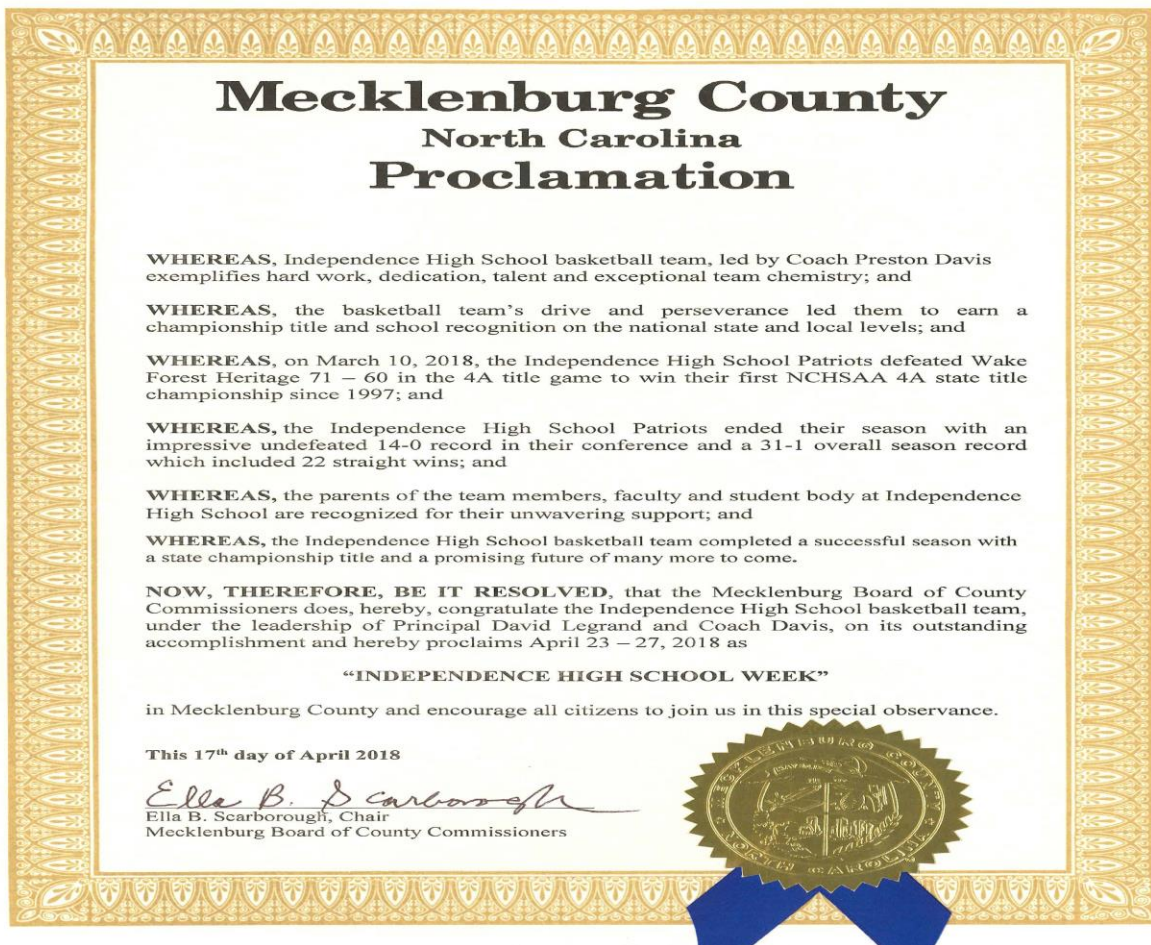 Mecklenburg County
North Carolina
Proclamation
WHEREAS, Independence High School basketball team, led by Coach Preston Davis
exemplifies hard work, dedication, talent and exceptional team chemistry; and
WHEREAS, the basketball team’s drive and perseverance led them to earn a
championship title and school recognition on the national state and local levels; and
WHEREAS, on March 10, 2018, the Independence High School Patriots defeated Wake
Forest Heritage 71 – 60 in the 4A title game to win their first NCHSAA 4A state title
championship since 1997; and
WHEREAS, the Independence High School Patriots ended their season with an
impressive undefeated 14-0 record in their conference and a 31-1 overall season record
which included 22 straight wins; and
WHEREAS, the parents of the team members, faculty and student body at Independence
High School are recognized for their unwavering support; and
WHEREAS, the Independence High School basketball team completed a successful season with
a state championship title and a promising future of many more to come.
NOW, THEREFORE, BE IT RESOLVED, that the Mecklenburg Board of County
Commissioners does, hereby, congratulate the Independence High School basketball team,
under the leadership of Principal David Legrand and Coach Davis, on its outstanding
accomplishment and hereby proclaims April 23 – 27, 2018 as
“INDEPENDENCE HIGH SCHOOL WEEK”
in Mecklenburg County and encourage all citizens to join us in this special observance.
This 17th day of April 2018
Ella B. Scarborough
Ella B. Scarborough, Chair
Mecklenburg Board of County Commissioners
MECKLENBURG COUNTY
NORTH CAROLINA